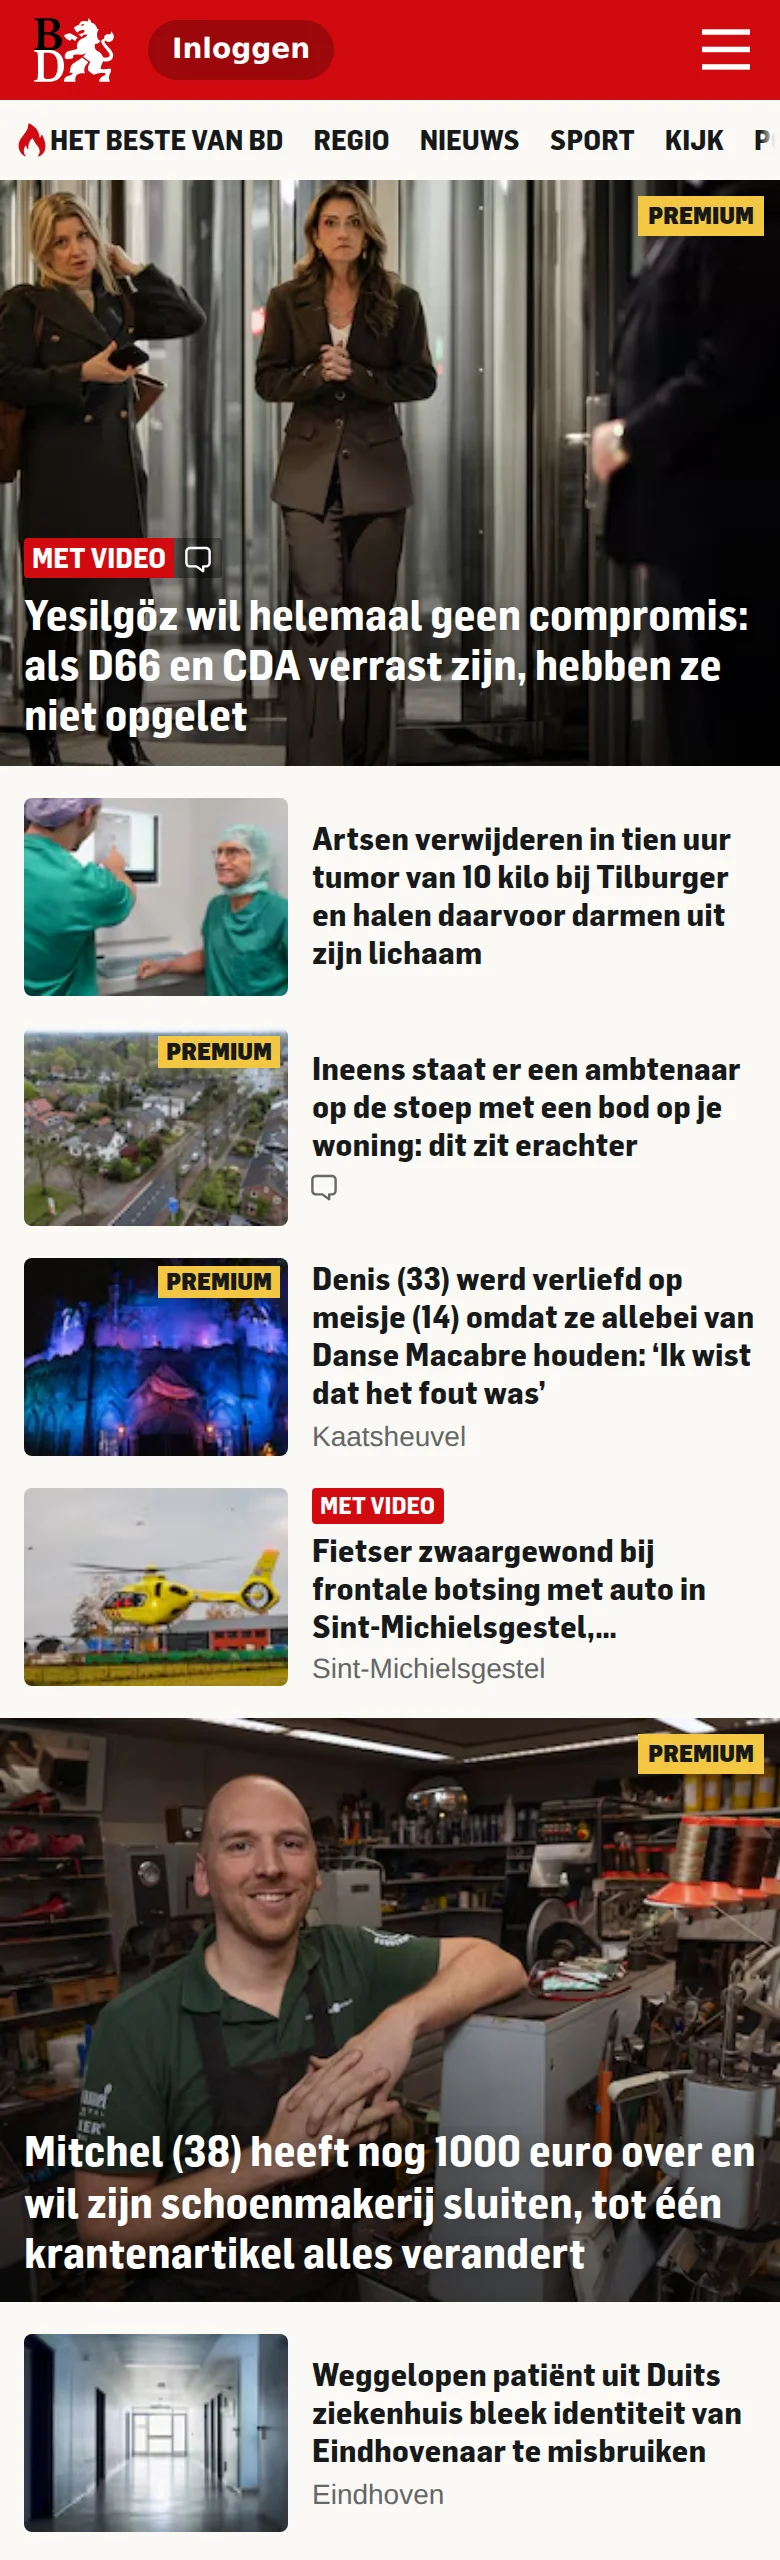 BD
Inloggen
HET BESTE VAN BD REGIO NIEUWS SPORT KIJK
PREMIUM
MET VIDEO
Yesilgöz wil helemaal geen compromis:
als D66 en CDA verrast zijn, hebben ze
niet opgelet
Artsen verwijderen in tien uur
tumor van 10 kilo bij Tilburger
en halen daarvoor darmen uit
zijn lichaam
PREMIUM
Ineens staat er een ambtenaar
op de stoep met een bod op je
woning: dit zit erachter
PREMIUM
Denis (33) werd verliefd op
meisje (14) omdat ze allebei van
Danse Macabre houden: ‘Ik wist
dat het fout was’
Kaatsheuvel
MET VIDEO
Fietser zwaargewond bij
frontale botsing met auto in
Sint-Michielsgestel,...
Sint-Michielsgestel
PREMIUM
Mitchel (38) heeft nog 1000 euro over en
wil zijn schoenmakerij sluiten, tot één
krantenartikel alles verandert
Weggelopen patiënt uit Duits
ziekenhuis bleek identiteit van
Eindhovenaar te misbruiken
Eindhoven